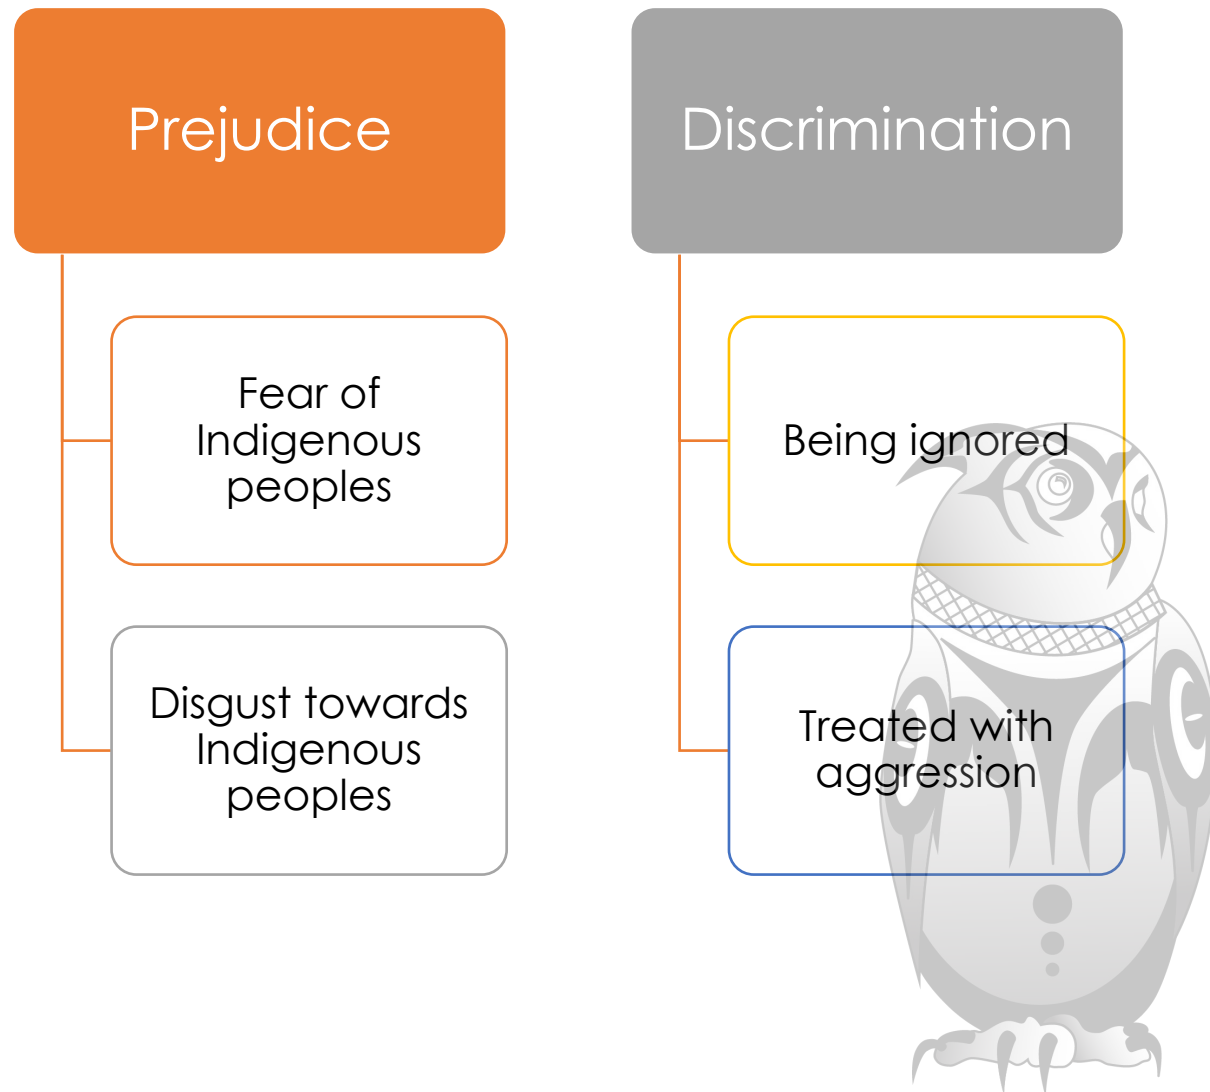 Prejudice
Fear of
Indigenous
peoples
Disgust towards
Indigenous
peoples
Discrimination
Being ignored
Treated with
aggression